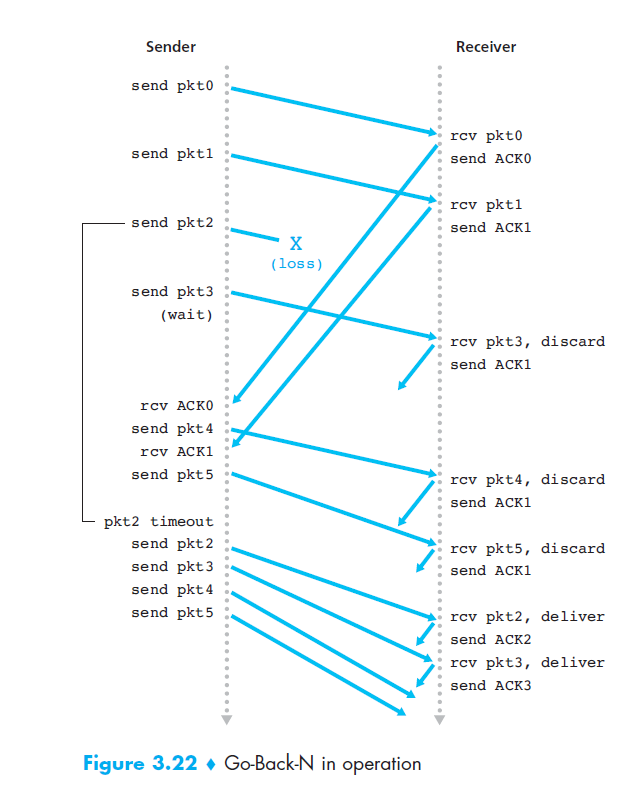 Sender Receiver
send pkt0
rcv pkt0
send pkt1
send ACK0
rcv pkt1
send pkt2
send ACK1
X
(loss)
send pkt3
(wait)
rcv pkt3, discard
send ACK1
rcv ACK0
send pkt4
rcv ACK1
send pkt5
rcv pkt4, discard
send ACK1
pkt2 timeout
send pkt2
rcv pkt5, discard
send pkt3
send ACK1
send pkt4
send pkt5
rcv pkt2, deliver
send ACK2
rcv pkt3, deliver
send ACK3
Figure 3.22 ♦ Go-Back-N in operation